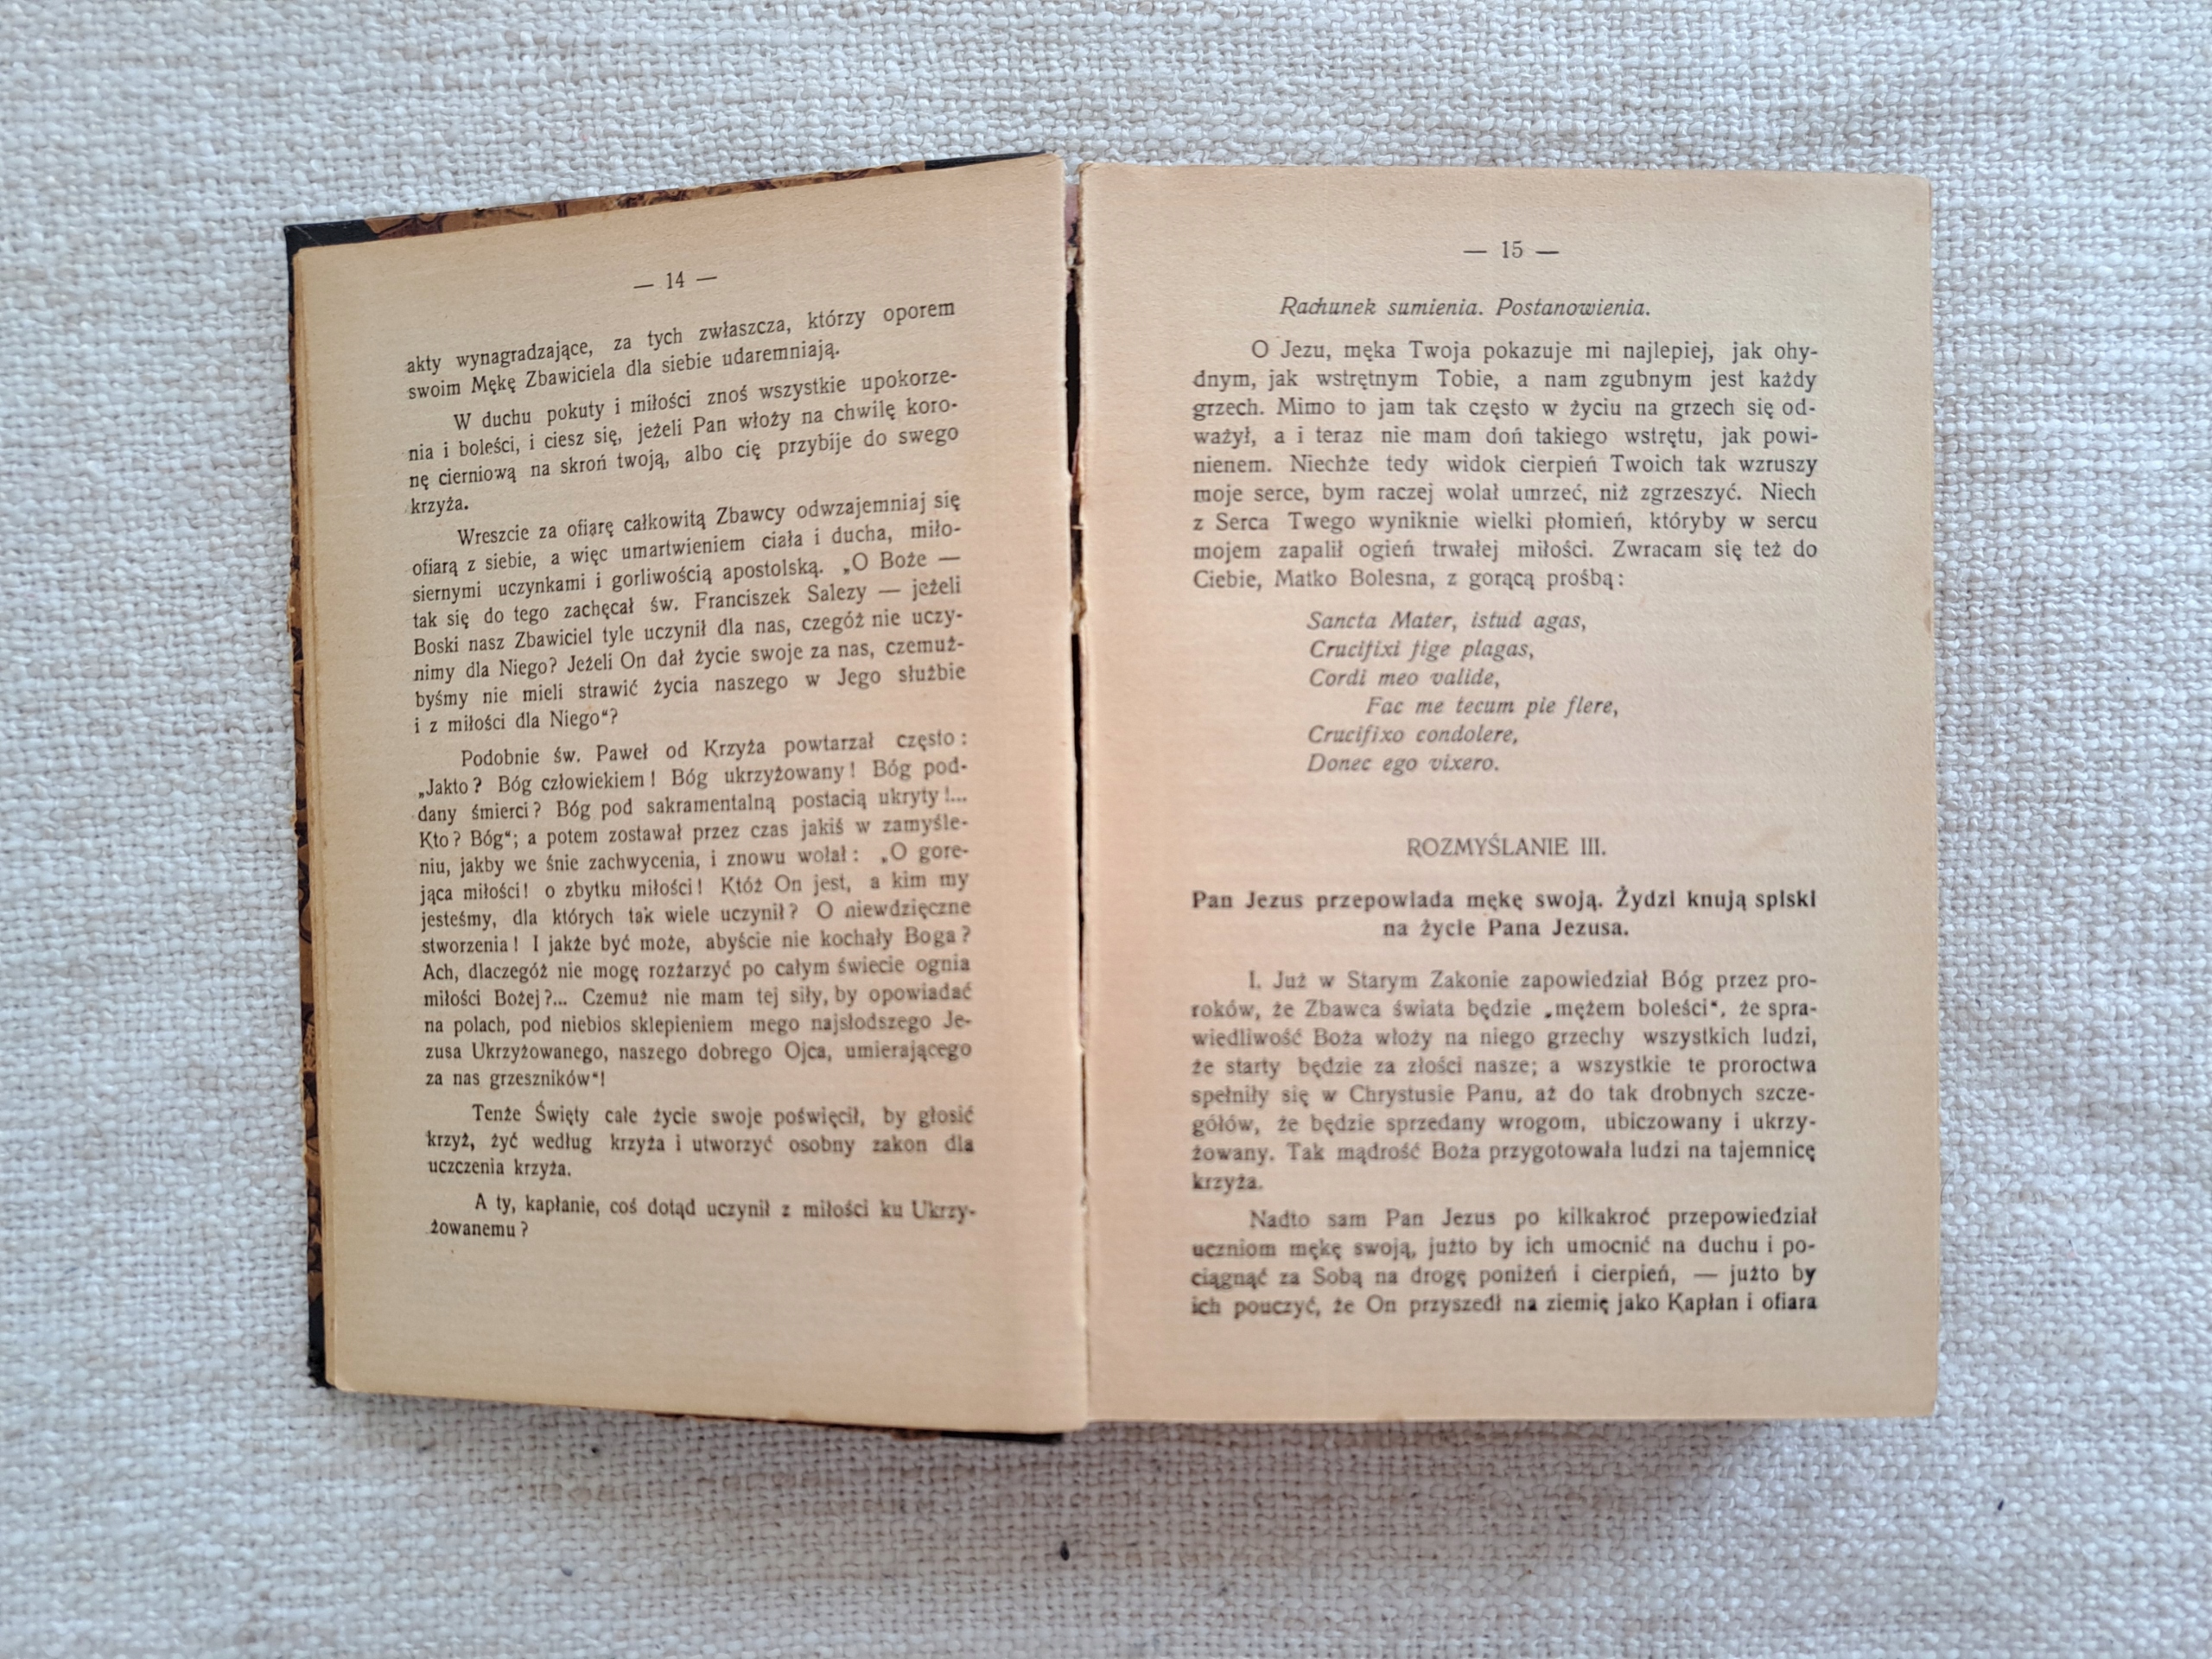 — 14 —
akty wynagradzające, za tych zwłaszcza, którzy oporem
swoim Mękę Zbawiciela dla siebie udaremniają.
W duchu pokuty i miłości znoś wszystkie upokorze-
nia i boleści, i ciesz się, jeżeli Pan włoży na chwilę koro-
nę cierniową na skroń twoją, albo cię przybije do swego
krzyża.
Wreszcie za ofiarę całkowitą Zbawcy odwzajemniaj się
ofiarą z siebie, a więc umartwieniem ciała i ducha, miło-
siernymi uczynkami i gorliwością apostolską. „O Boże —
tak się do tego zachęcał św. Franciszek Salezy — jeżeli
Boski nasz Zbawiciel tyle uczynił dla nas, czegóż nie uczy-
nimy dla Niego? Jeżeli On dał życie swoje za nas, czemuż-
byśmy nie mieli strawić życia naszego w Jego służbie
i z miłości dla Niego“?
Podobnie św. Paweł od Krzyża powtarzał często:
„Jakto? Bóg człowiekiem! Bóg ukrzyżowany! Bóg pod-
dany śmierci? Bóg pod sakramentalną postacią ukryty!...
Kto? Bóg“; a potem zostawał przez czas jakiś w zamyśle-
niu, jakby we śnie zachwycenia, i znowu wołał: „O gore-
jąca miłości! o zbytku miłości! Któż On jest, a kim my
jesteśmy, dla których tak wiele uczynił? O niewdzięczne
stworzenia! I jakże być może, abyście nie kochały Boga?
Ach, dlaczegóż nie mogę rozżarzyć po całym świecie ognia
miłości Bożej?... Czemuż nie mam tej siły, by opowiadać
na polach, pod niebios sklepieniem mego najsłodszego Je-
zusa Ukrzyżowanego, naszego dobrego Ojca, umierającego
za nas grzeszników“!
Tenże Święty całe życie swoje poświęcił, by głosić
krzyż, żyć według krzyża i utworzyć osobny zakon dla
uczczenia krzyża.
A ty, kapłanie, coś dotąd uczynił z miłości ku Ukrzy-
żowanemu?
— 15 —
Rachunek sumienia. Postanowienia.
O Jezu, męka Twoja pokazuje mi najlepiej, jak ohy-
dnym, jak wstrętnym Tobie, a nam zgubnym jest każdy
grzech. Mimo to jam tak często w życiu na grzech się od-
ważył, a i teraz nie mam doń takiego wstrętu, jak powi-
nienem. Niechże tedy widok cierpień Twoich tak wzruszy
moje serce, bym raczej wolał umrzeć, niż zgrzeszyć. Niech
z Serca Twego wyniknie wielki płomień, któryby w sercu
mojem zapalił ogień trwałej miłości. Zwracam się też do
Ciebie, Matko Bolesna, z gorącą prośbą:
Sancta Mater, istud agas,
Crucifixi fige plagas,
Cordi meo valide,
Fac me tecum pie flere,
Crucifixo condolere,
Donec ego vixero.
ROZMYŚLANIE III.
Pan Jezus przepowiada mękę swoją. Żydzi knują spiski
na życie Pana Jezusa.
I. Już w Starym Zakonie zapowiedział Bóg przez pro-
roków, że Zbawca świata będzie „mężem boleści“, że spra-
wiedliwość Boża włoży na niego grzechy wszystkich ludzi,
że starty będzie za złości nasze; a wszystkie te proroctwa
spełniły się w Chrystusie Panu, aż do tak drobnych szcze-
gółów, że będzie sprzedany wrogom, ubiczowany i ukrzy-
żowany. Tak mądrość Boża przygotowała ludzi na tajemnicę
krzyża.
Nadto sam Pan Jezus po kilkakroć przepowiedział
uczniom mękę swoją, jużto by ich umocnić na duchu i po-
ciągnąć za Sobą na drogę poniżeń i cierpień, — jużto by
ich pouczyć, że On przyszedł na ziemię jako Kapłan i ofiara